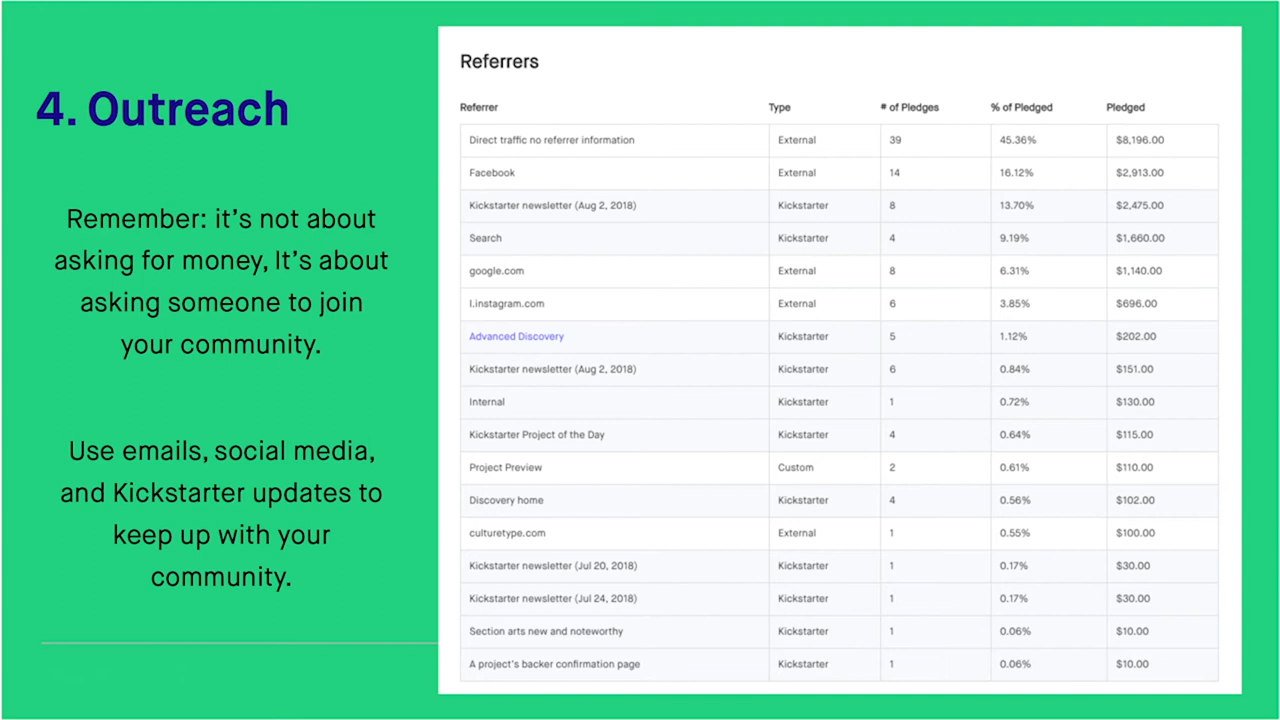 4. Outreach
Remember: it's not about
asking for money, It's about
asking someone to join
your community.
Use emails, social media,
and Kickstarter updates to
keep up with your
community.
Referrers
Referrer Type # of Pledges % of Pledged Pledged
Direct traffic no referrer information External 39 45.36% $8,196.00
Facebook External 14 16.12% $2,913.00
Kickstarter newsletter (Aug 2, 2018) Kickstarter 8 13.70% $2,475.00
Search Kickstarter 4 9.19% $1,660.00
google.com External 8 6.31% $1,140.00
l.instagram.com External 6 3.85% $696.00
Advanced Discovery Kickstarter 5 1.12% $202.00
Kickstarter newsletter (Aug 2, 2018) Kickstarter 6 0.84% $151.00
Internal Kickstarter 1 0.72% $130.00
Kickstarter Project of the Day Kickstarter 4 0.64% $115.00
Project Preview Custom 2 0.61% $110.00
Discovery home Kickstarter 4 0.56% $102.00
culturetype.com External 1 0.55% $100.00
Kickstarter newsletter (Jul 20, 2018) Kickstarter 1 0.17% $30.00
Kickstarter newsletter (Jul 24, 2018) Kickstarter 1 0.17% $30.00
Section arts new and noteworthy Kickstarter 1 0.06% $10.00
A project's backer confirmation page Kickstarter 1 0.06% $10.00